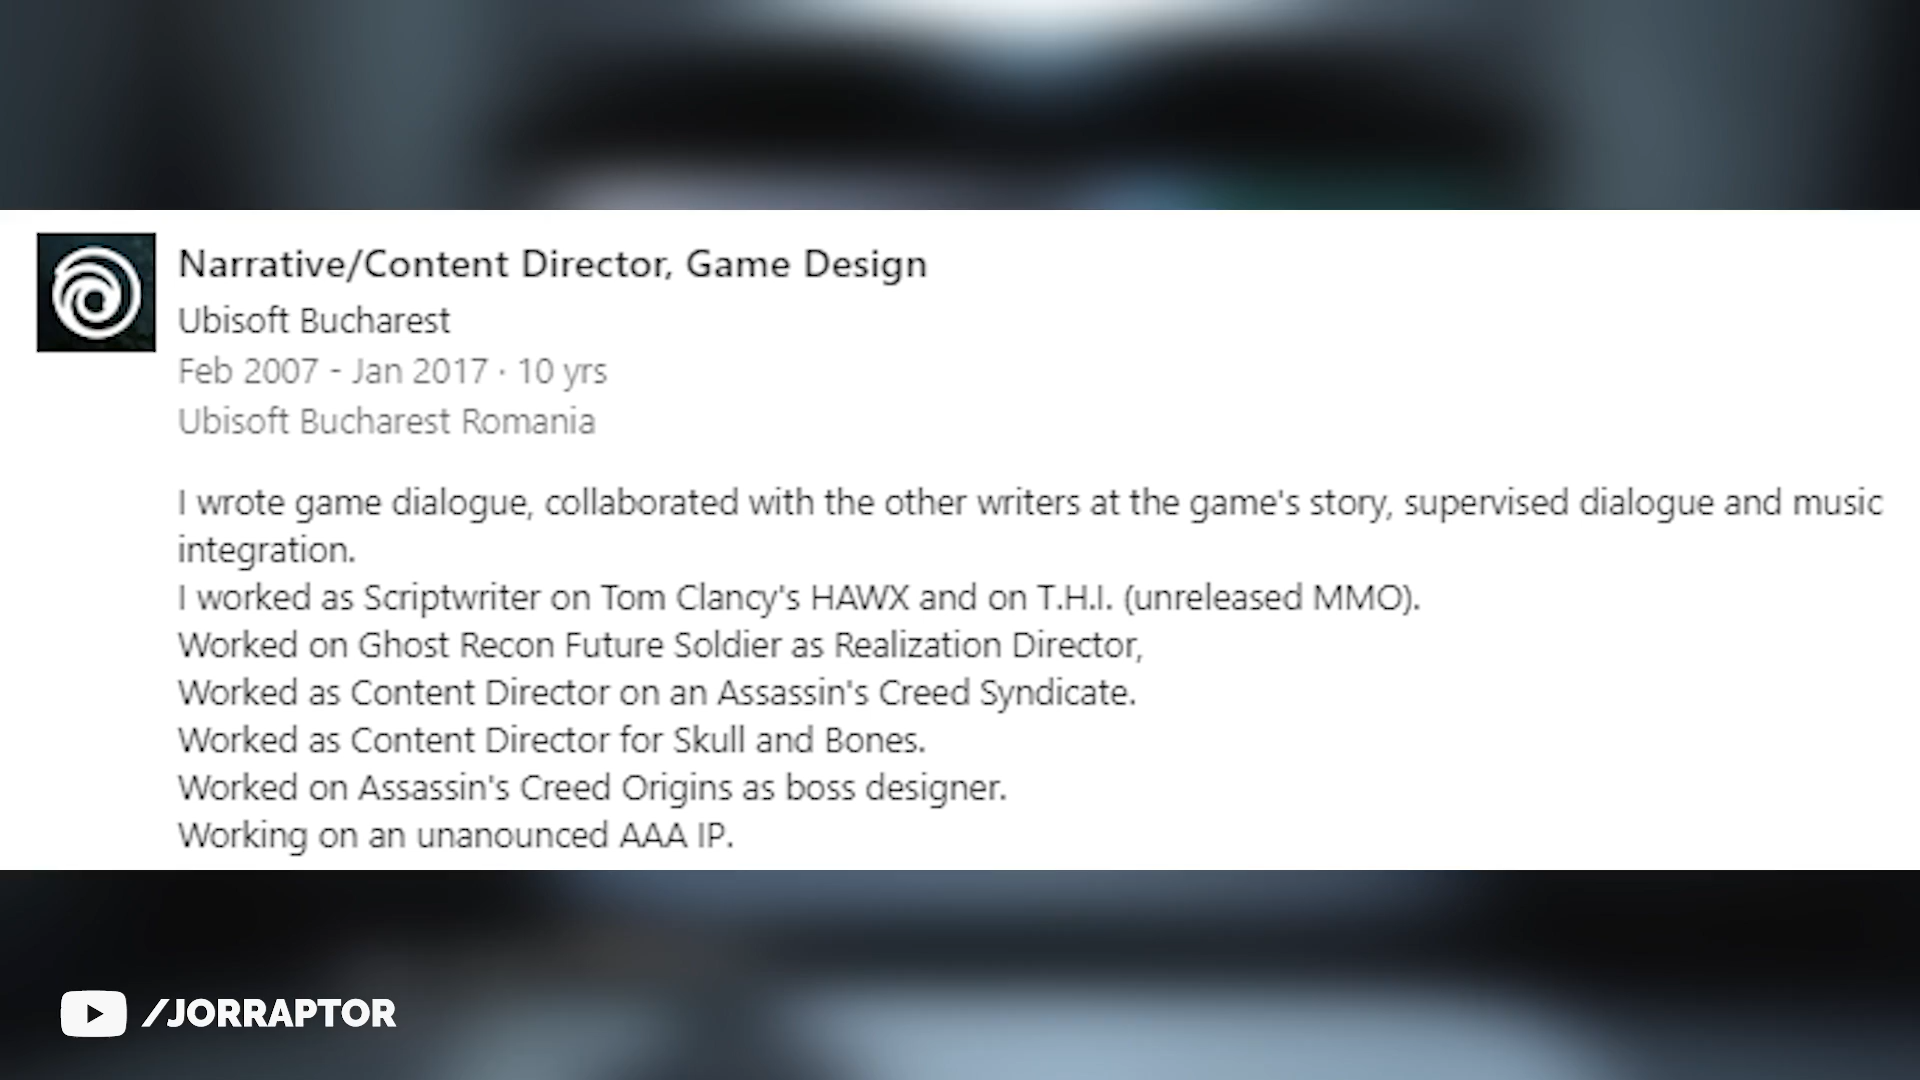 Narrative/Content Director, Game Design
Ubisoft Bucharest
Feb 2007 - Jan 2017 · 10 yrs
Ubisoft Bucharest Romania
I wrote game dialogue, collaborated with the other writers at the game's story, supervised dialogue and music
integration.
I worked as Scriptwriter on Tom Clancy's HAWX and on T.H.I. (unreleased MMO).
Worked on Ghost Recon Future Soldier as Realization Director,
Worked as Content Director on an Assassin's Creed Syndicate.
Worked as Content Director for Skull and Bones.
Worked on Assassin's Creed Origins as boss designer.
Working on an unanounced AAA IP.
/JORRAPTOR